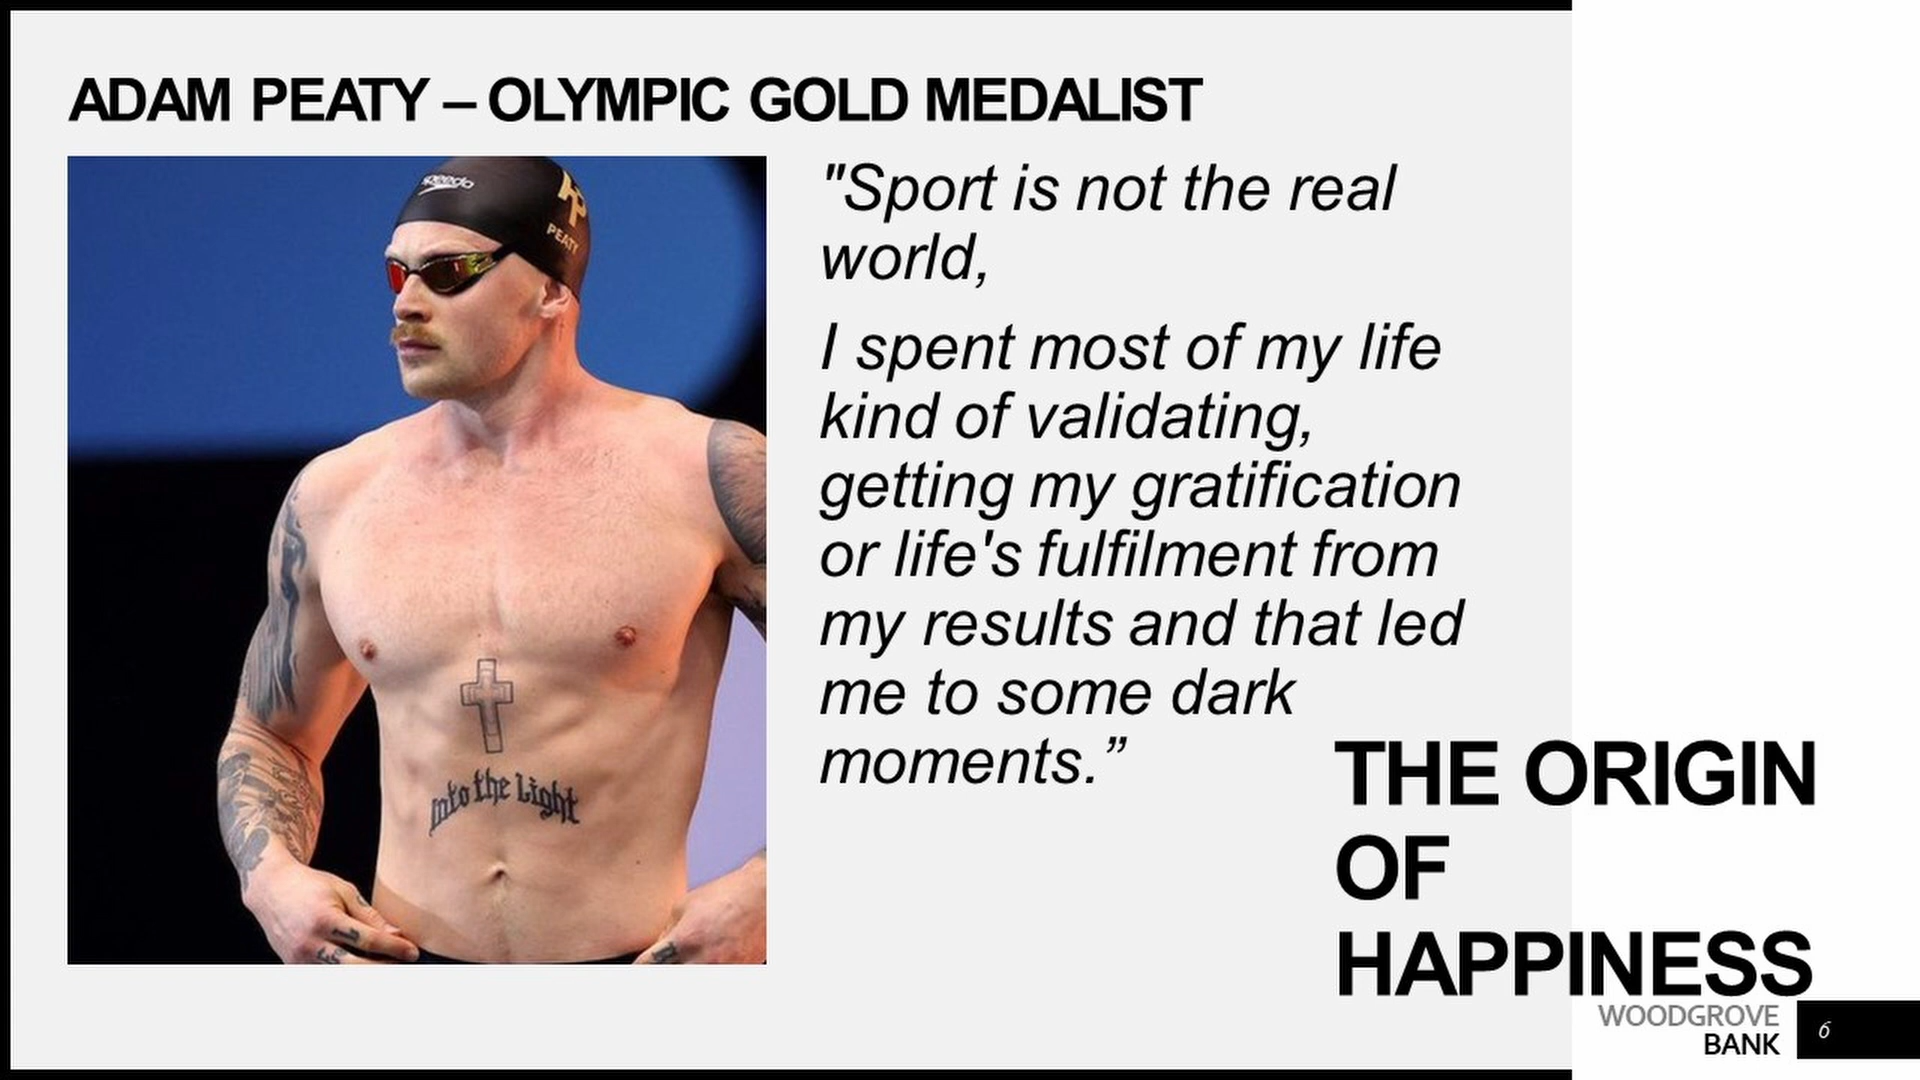 ADAM PEATY – OLYMPIC GOLD MEDALIST
speedo
AP
PEATY
Into the Light
"Sport is not the real
world,
I spent most of my life
kind of validating,
getting my gratification
or life's fulfilment from
my results and that led
me to some dark
moments.”
THE ORIGIN
OF
HAPPINESS
WOODGROVE
BANK
6